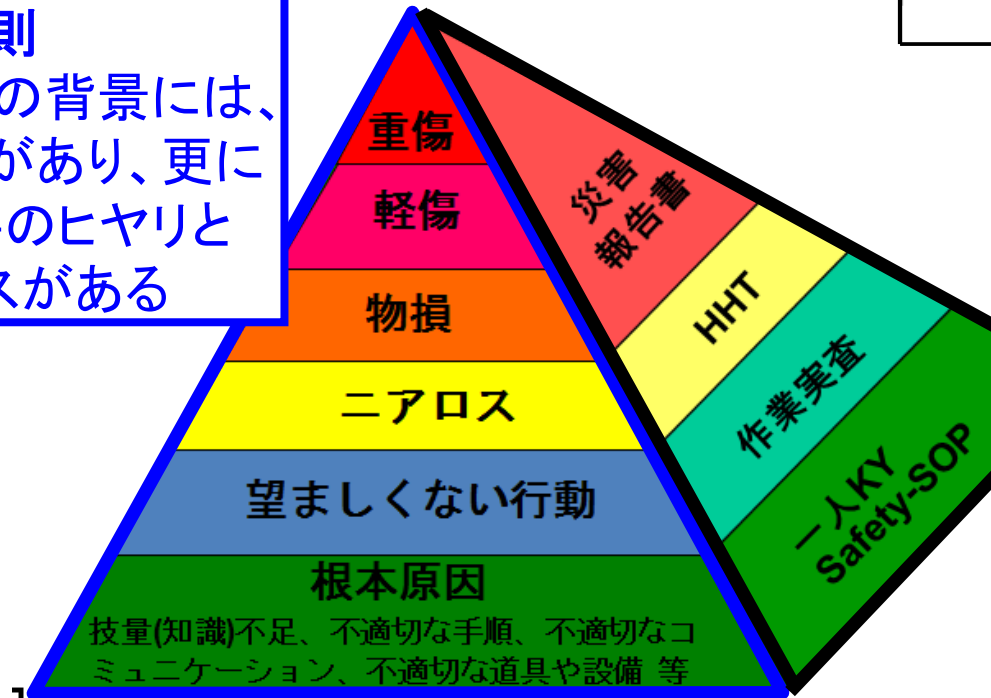 則
の背景には、
があり、更に
のヒヤリと
スがある
重傷
軽傷
物損
ニアロス
望ましくない行動
根本原因
技量(知識)不足、不適切な手順、不適切なコ
ミュニケーション、不適切な道具や設備 等
災害
報告書
HHT
作業実査
一人KY
Safety-SOP